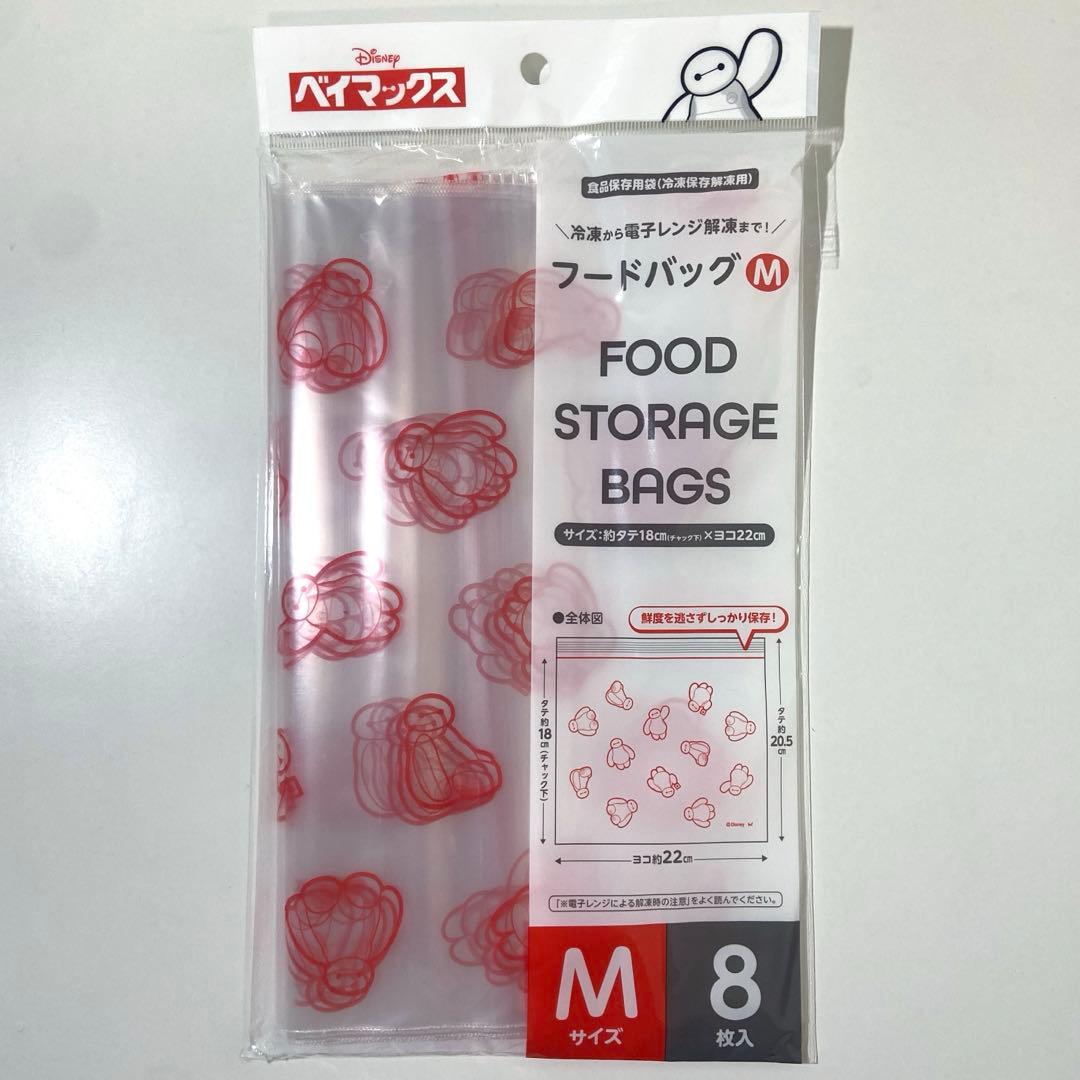 Disney
ベイマックス
食品保存用袋(冷凍保存解凍用)
＼冷凍から電子レンジ解凍まで!／
フードバッグ M
FOOD
STORAGE
BAGS
サイズ:約タテ18cm(チャック下)×ヨコ22cm
●全体図
鮮度を逃さずしっかり保存!
タテ約18cm(チャック下)
タテ約20.5cm
©Disney
ヨコ約22cm
「※電子レンジによる解凍時の注意」をよく読んでください。
M
サイズ
8
枚入